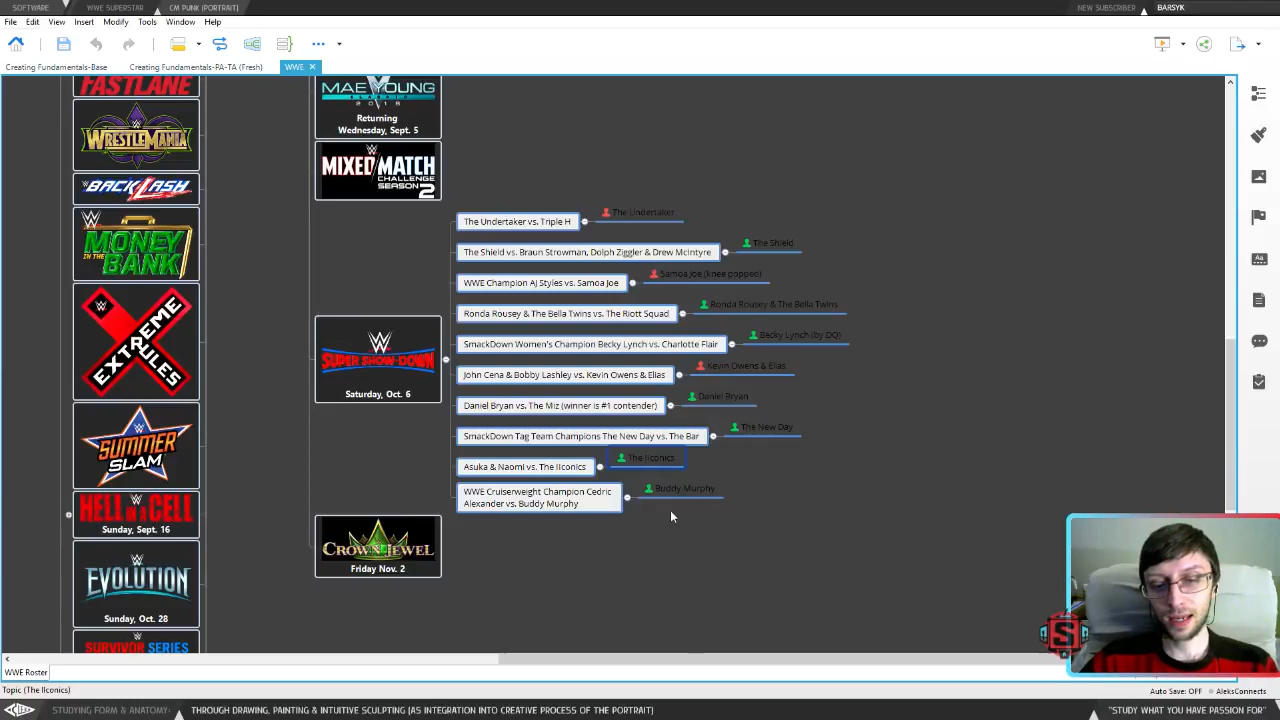 SOFTWARE
WWE SUPERSTAR
CM PUNK (PORTRAIT)
NEW SUBSCRIBER
BARSYK
File Edit View Insert Modify Tools Window Help
Creating Fundamentals-Base
Creating Fundamentals-PA-TA (Fresh)
WWE
FASTLANE
WRESTLEMANIA
BACKLASH
MONEY
IN THE
BANK
EXTREME
RULES
SUMMER
SLAM
HELL IN A CELL
Sunday, Sept. 16
EVOLUTION
Sunday, Oct. 28
SURVIVOR SERIES
MAE YOUNG
CLASSIC
2018
Returning
Wednesday, Sept. 5
MIXED MATCH
CHALLENGE
SEASON 2
SUPER SHOW-DOWN
Saturday, Oct. 6
CROWN JEWEL
Friday Nov. 2
The Undertaker vs. Triple H
The Undertaker
The Shield vs. Braun Strowman, Dolph Ziggler & Drew McIntyre
The Shield
WWE Champion AJ Styles vs. Samoa Joe
Samoa Joe (knee popped)
Ronda Rousey & The Bella Twins vs. The Riott Squad
Ronda Rousey & The Bella Twins
SmackDown Women's Champion Becky Lynch vs. Charlotte Flair
Becky Lynch (by DQ)
John Cena & Bobby Lashley vs. Kevin Owens & Elias
Kevin Owens & Elias
Daniel Bryan vs. The Miz (winner is #1 contender)
Daniel Bryan
SmackDown Tag Team Champions The New Day vs. The Bar
The New Day
Asuka & Naomi vs. The IIconics
The IIconics
WWE Cruiserweight Champion Cedric
Alexander vs. Buddy Murphy
Buddy Murphy
S
WWE Roster
Topic (The IIconics)
Auto Save: OFF
AleksConnects
STUDYING FORM & ANATOMY:
THROUGH DRAWING, PAINTING & INTUITIVE SCULPTING (AS INTEGRATION INTO CREATIVE PROCESS OF THE PORTRAIT)
"STUDY WHAT YOU HAVE PASSION FOR"